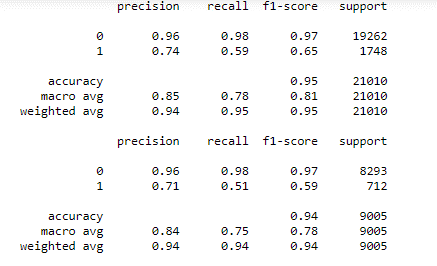 precision recall f1-score support
0 0.96 0.98 0.97 19262
1 0.74 0.59 0.65 1748
accuracy 0.95 21010
macro avg 0.85 0.78 0.81 21010
weighted avg 0.94 0.95 0.95 21010
precision recall f1-score support
0 0.96 0.98 0.97 8293
1 0.71 0.51 0.59 712
accuracy 0.94 9005
macro avg 0.84 0.75 0.78 9005
weighted avg 0.94 0.94 0.94 9005